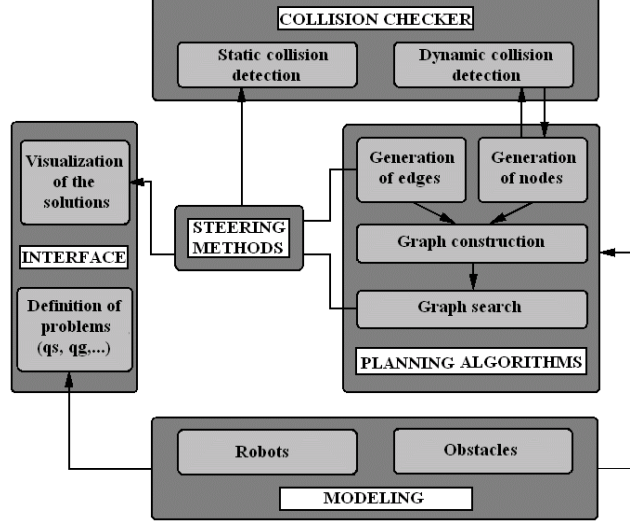 COLLISION CHECKER
Static collision
detection
Dynamic collision
detection
Visualization
of the
solutions
INTERFACE
Definition of
problems
(qs, qg,...)
STEERING
METHODS
Generation
of edges
Generation
of nodes
Graph construction
Graph search
PLANNING ALGORITHMS
Robots
Obstacles
MODELING